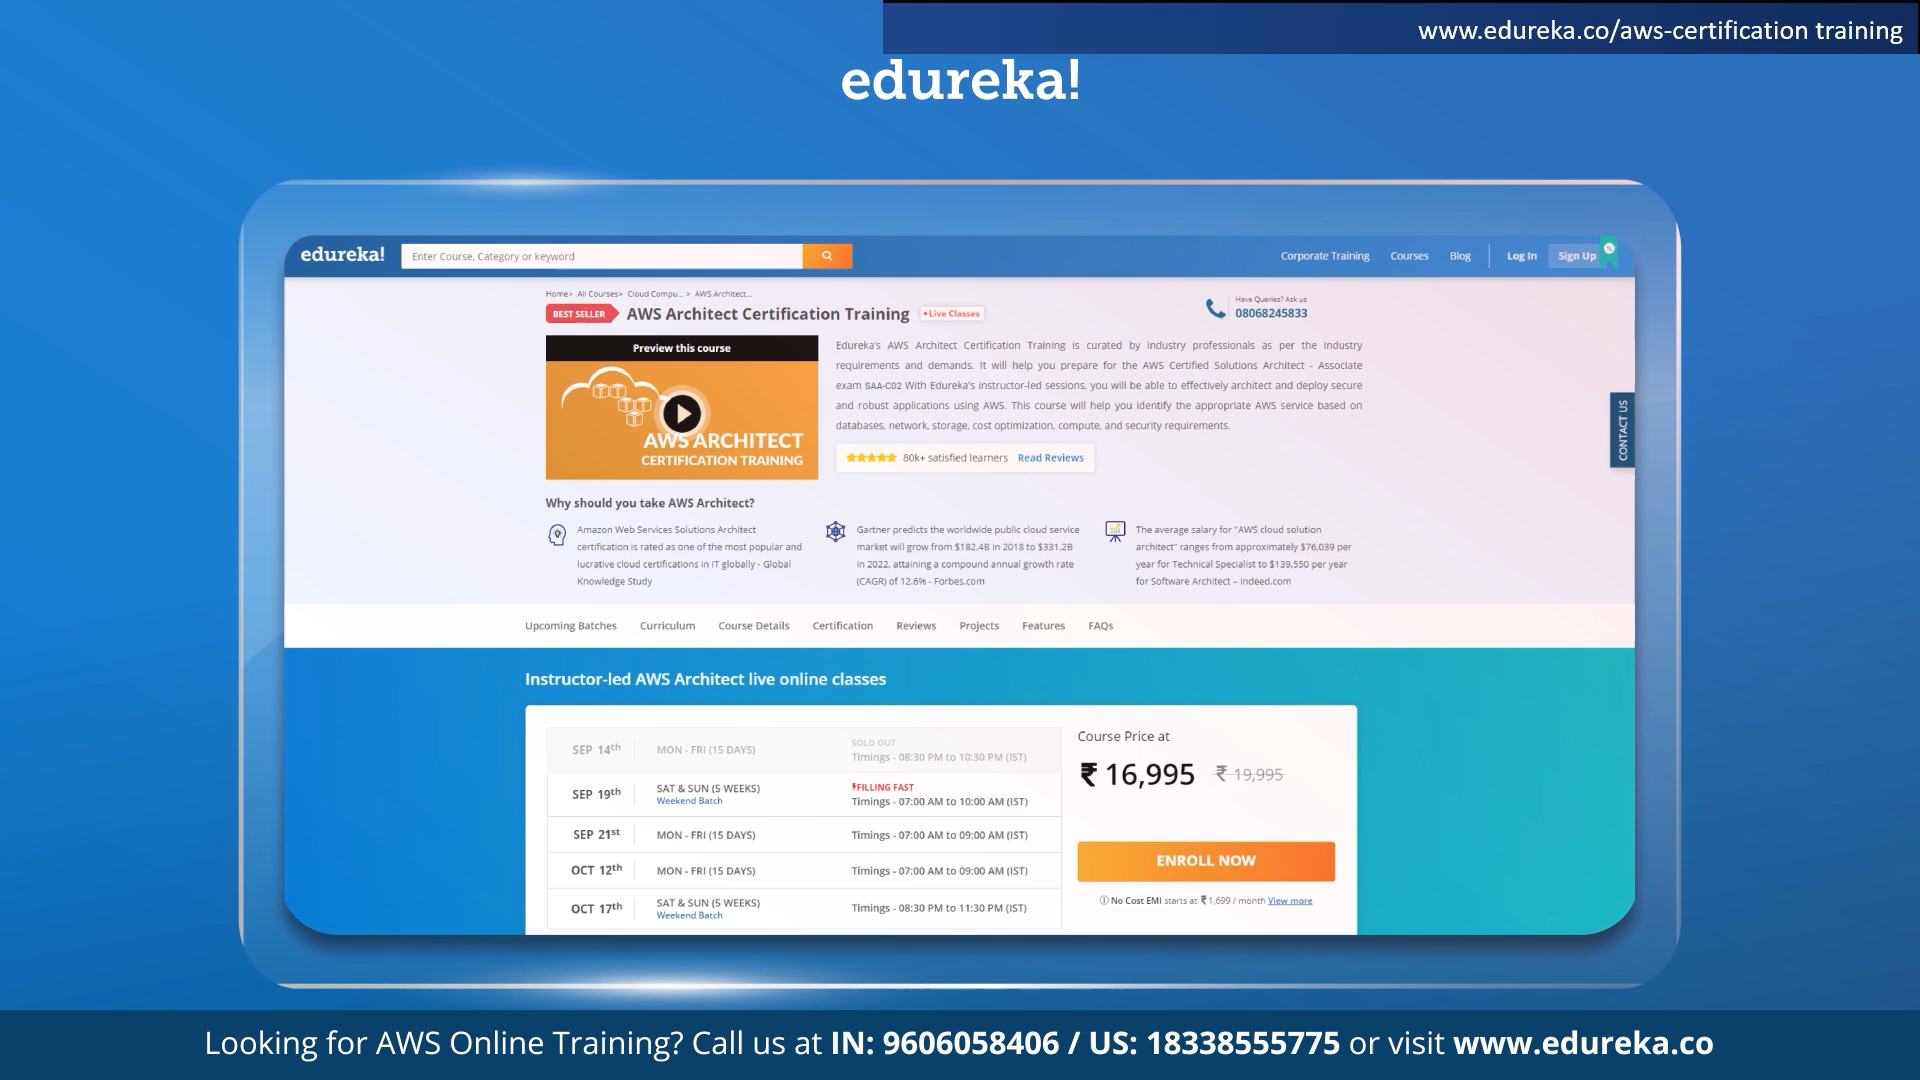 www.edureka.co/aws-certification training
edureka!
edureka!
Enter Course, Category or keyword
Corporate Training
Courses
Blog
Log In
Sign Up
Home> All Courses> Cloud Compu... > AWS Architect...
BEST SELLER
AWS Architect Certification Training
• Live Classes
Have Queries? Ask us
08068245833
Preview this course
AWS ARCHITECT
CERTIFICATION TRAINING
Edureka's AWS Architect Certification Training is curated by industry professionals as per the industry
requirements and demands. It will help you prepare for the AWS Certified Solutions Architect - Associate
exam SAA-C02 With Edureka's instructor-led sessions, you will be able to effectively architect and deploy secure
and robust applications using AWS. This course will help you identify the appropriate AWS service based on
databases, network, storage, cost optimization, compute, and security requirements.
80k+ satisfied learners Read Reviews
CONTACT US
Why should you take AWS Architect?
Amazon Web Services Solutions Architect
certification is rated as one of the most popular and
lucrative cloud certifications in IT globally - Global
Knowledge Study
Gartner predicts the worldwide public cloud service
market will grow from $182.4B in 2018 to $331.2B
in 2022, attaining a compound annual growth rate
(CAGR) of 12.6% - Forbes.com
The average salary for "AWS cloud solution
architect" ranges from approximately $76,039 per
year for Technical Specialist to $139,550 per year
for Software Architect – Indeed.com
Upcoming Batches
Curriculum
Course Details
Certification
Reviews
Projects
Features
FAQs
Instructor-led AWS Architect live online classes
SEP 14th
MON - FRI (15 DAYS)
SOLD OUT
Timings - 08:30 PM to 10:30 PM (IST)
SEP 19th
SAT & SUN (5 WEEKS)
Weekend Batch
FILLING FAST
Timings - 07:00 AM to 10:00 AM (IST)
SEP 21st
MON - FRI (15 DAYS)
Timings - 07:00 AM to 09:00 AM (IST)
OCT 12th
MON - FRI (15 DAYS)
Timings - 07:00 AM to 09:00 AM (IST)
OCT 17th
SAT & SUN (5 WEEKS)
Weekend Batch
Timings - 08:30 PM to 11:30 PM (IST)
Course Price at
₹ 16,995 ₹ 19,995
ENROLL NOW
No Cost EMI starts at ₹ 1,699 / month View more
Looking for AWS Online Training? Call us at IN: 9606058406 / US: 18338555775 or visit www.edureka.co